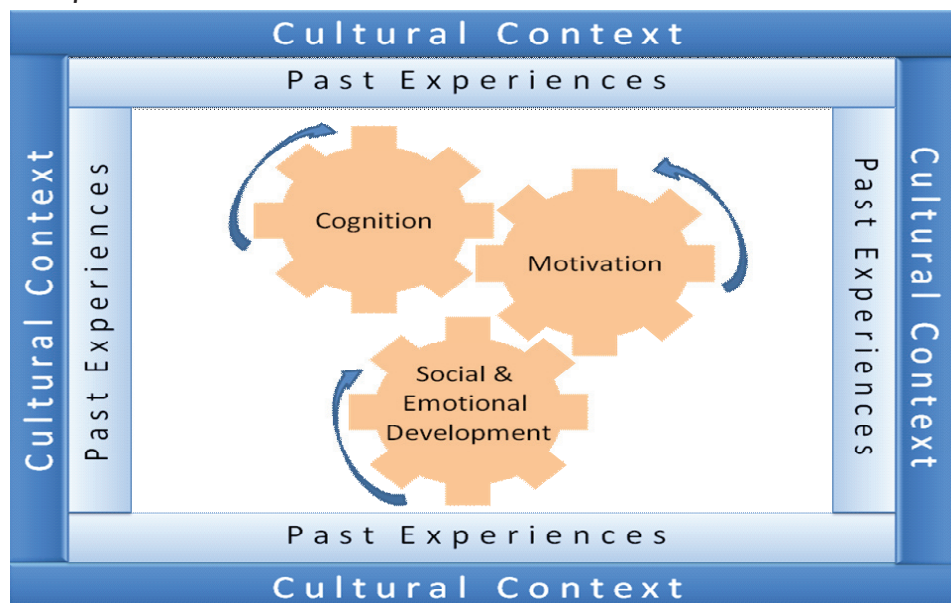 Cultural Context
Past Experiences
Cultural Context
Past Experiences
Cognition
Motivation
Social &
Emotional
Development
Past Experiences
Cultural Context
Past Experiences
Cultural Context